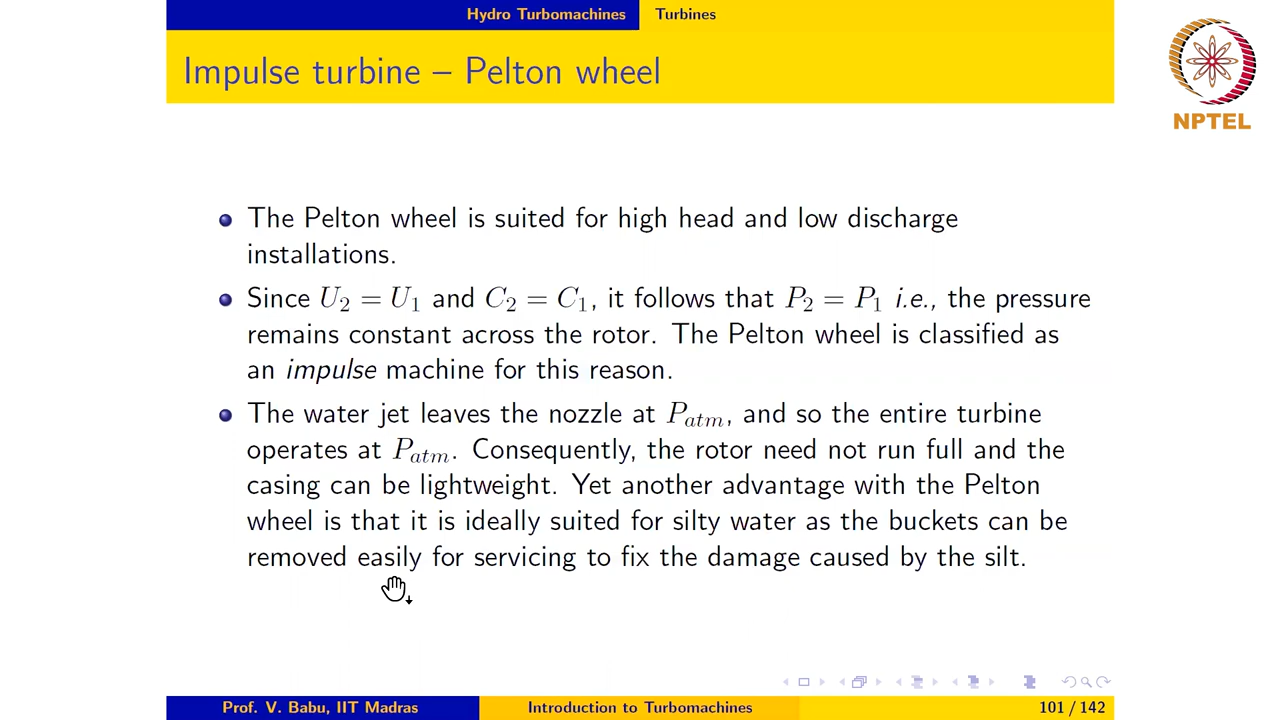 Hydro Turbomachines Turbines
Impulse turbine – Pelton wheel
NPTEL
The Pelton wheel is suited for high head and low discharge
installations.
Since U₂ = U₁ and C₂ = C₁, it follows that P₂ = P₁ i.e., the pressure
remains constant across the rotor. The Pelton wheel is classified as
an impulse machine for this reason.
The water jet leaves the nozzle at Pₐₜₘ, and so the entire turbine
operates at Pₐₜₘ. Consequently, the rotor need not run full and the
casing can be lightweight. Yet another advantage with the Pelton
wheel is that it is ideally suited for silty water as the buckets can be
removed easily for servicing to fix the damage caused by the silt.
Prof. V. Babu, IIT Madras Introduction to Turbomachines 101 / 142